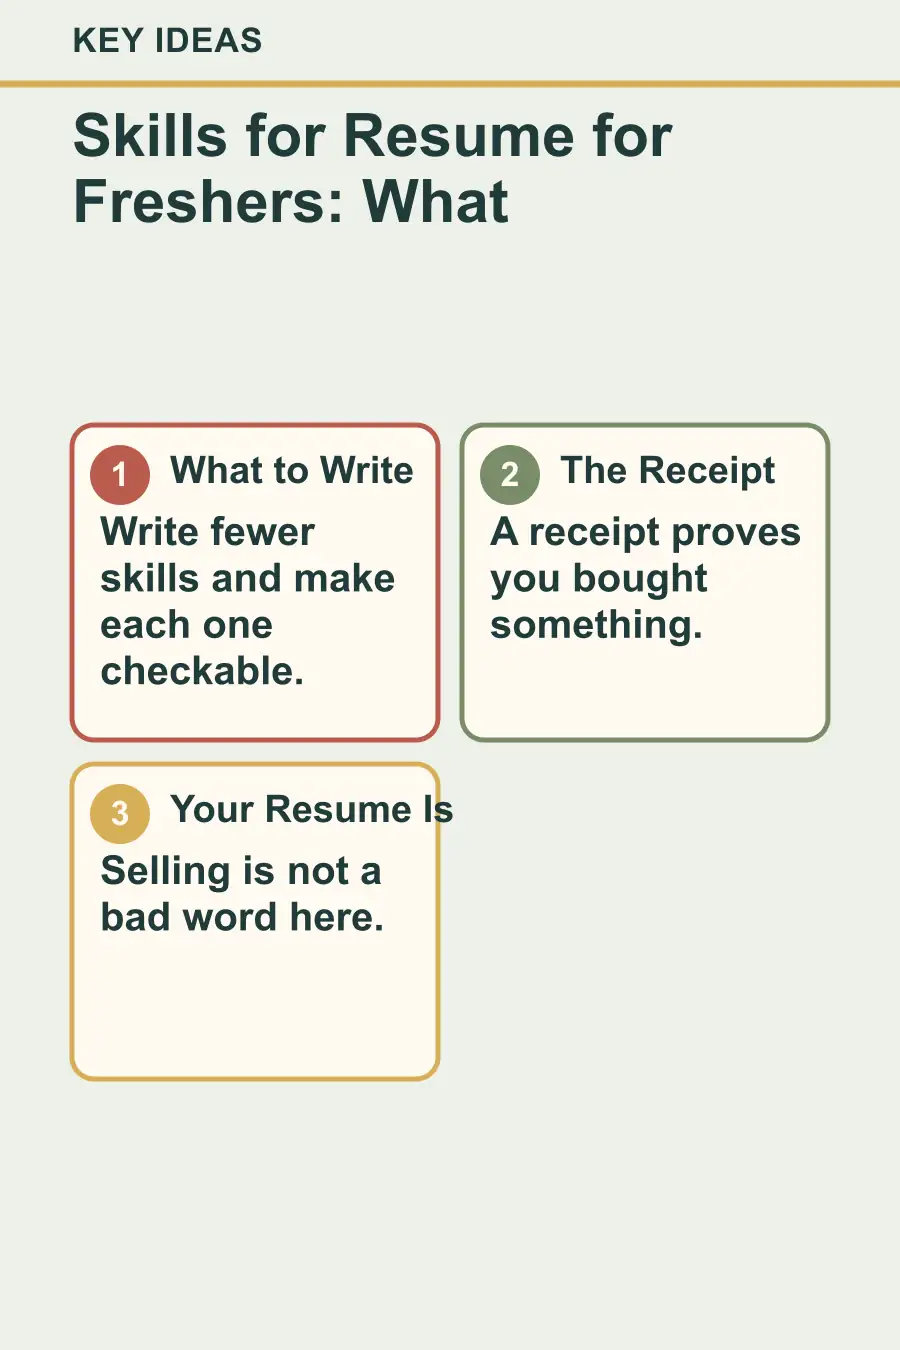 KEY IDEAS
Skills for Resume for
Freshers: What
1 What to Write
Write fewer
skills and make
each one
checkable.
2 The Receipt
A receipt proves
you bought
something.
3 Your Resume Is
Selling is not a
bad word here.